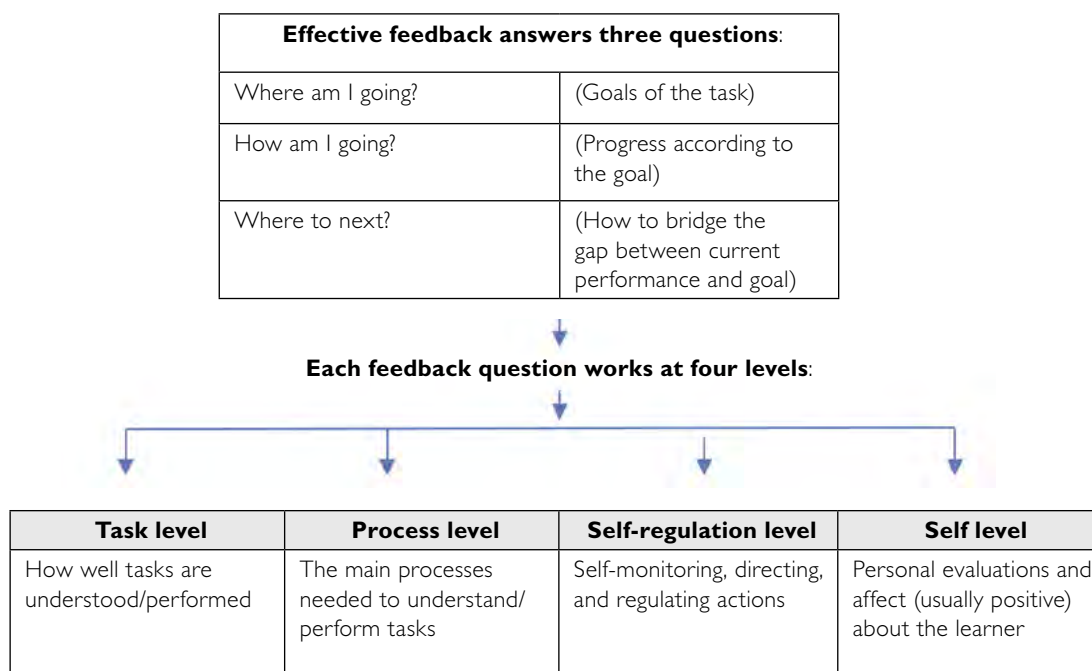 Effective feedback answers three questions:
Where am I going?
(Goals of the task)
How am I going?
(Progress according to
the goal)
Where to next?
(How to bridge the
gap between current
performance and goal)
Each feedback question works at four levels:
Task level
Process level
Self-regulation level
Self level
How well tasks are
understood/performed
The main processes
needed to understand/
perform tasks
Self-monitoring, directing,
and regulating actions
Personal evaluations and
affect (usually positive)
about the learner